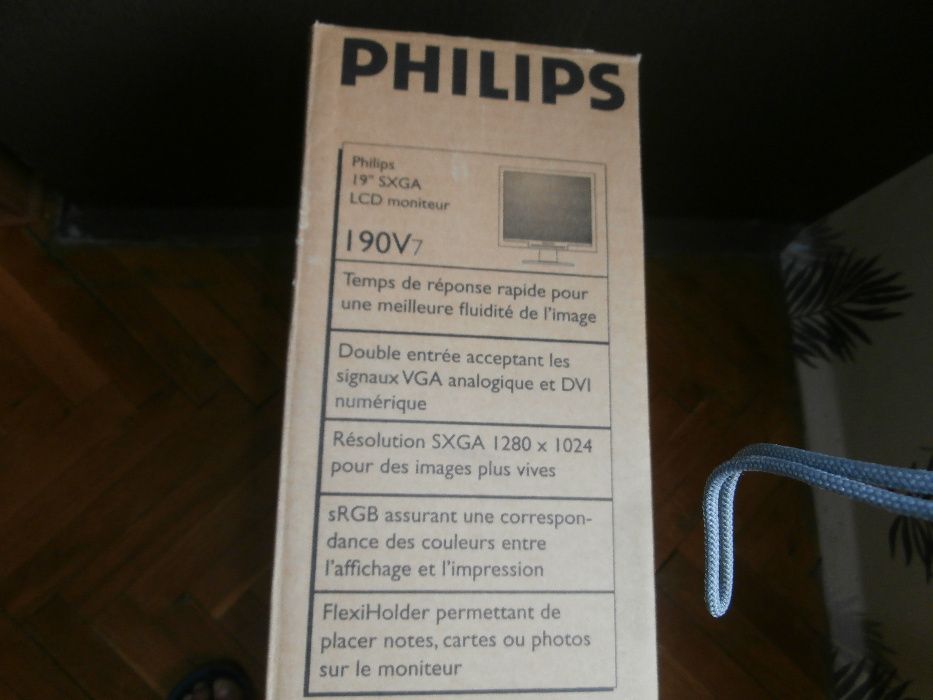 PHILIPS
Philips
19" SXGA
LCD moniteur
190V7
Temps de réponse rapide pour
une meilleure fluidité de l'image
Double entrée acceptant les
signaux VGA analogique et DVI
numérique
Résolution SXGA 1280 x 1024
pour des images plus vives
sRGB assurant une correspon-
dance des couleurs entre
l'affichage et l'impression
FlexiHolder permettant de
placer notes, cartes ou photos
sur le moniteur